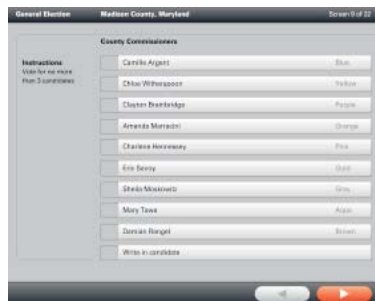 General Election Madison County, Maryland Screen 9 of 22
County Commissioners
Instructions
Vote for no more
than 3 candidates
Camille Argent Blue
Chloe Witherspoon Yellow
Clayton Brambridge Purple
Amanda Marracini Orange
Charlene Hennessey Pink
Eric Savoy Gold
Sheila Moskowitz Gray
Mary Tawa Aqua
Damian Rangel Brown
Write in candidate